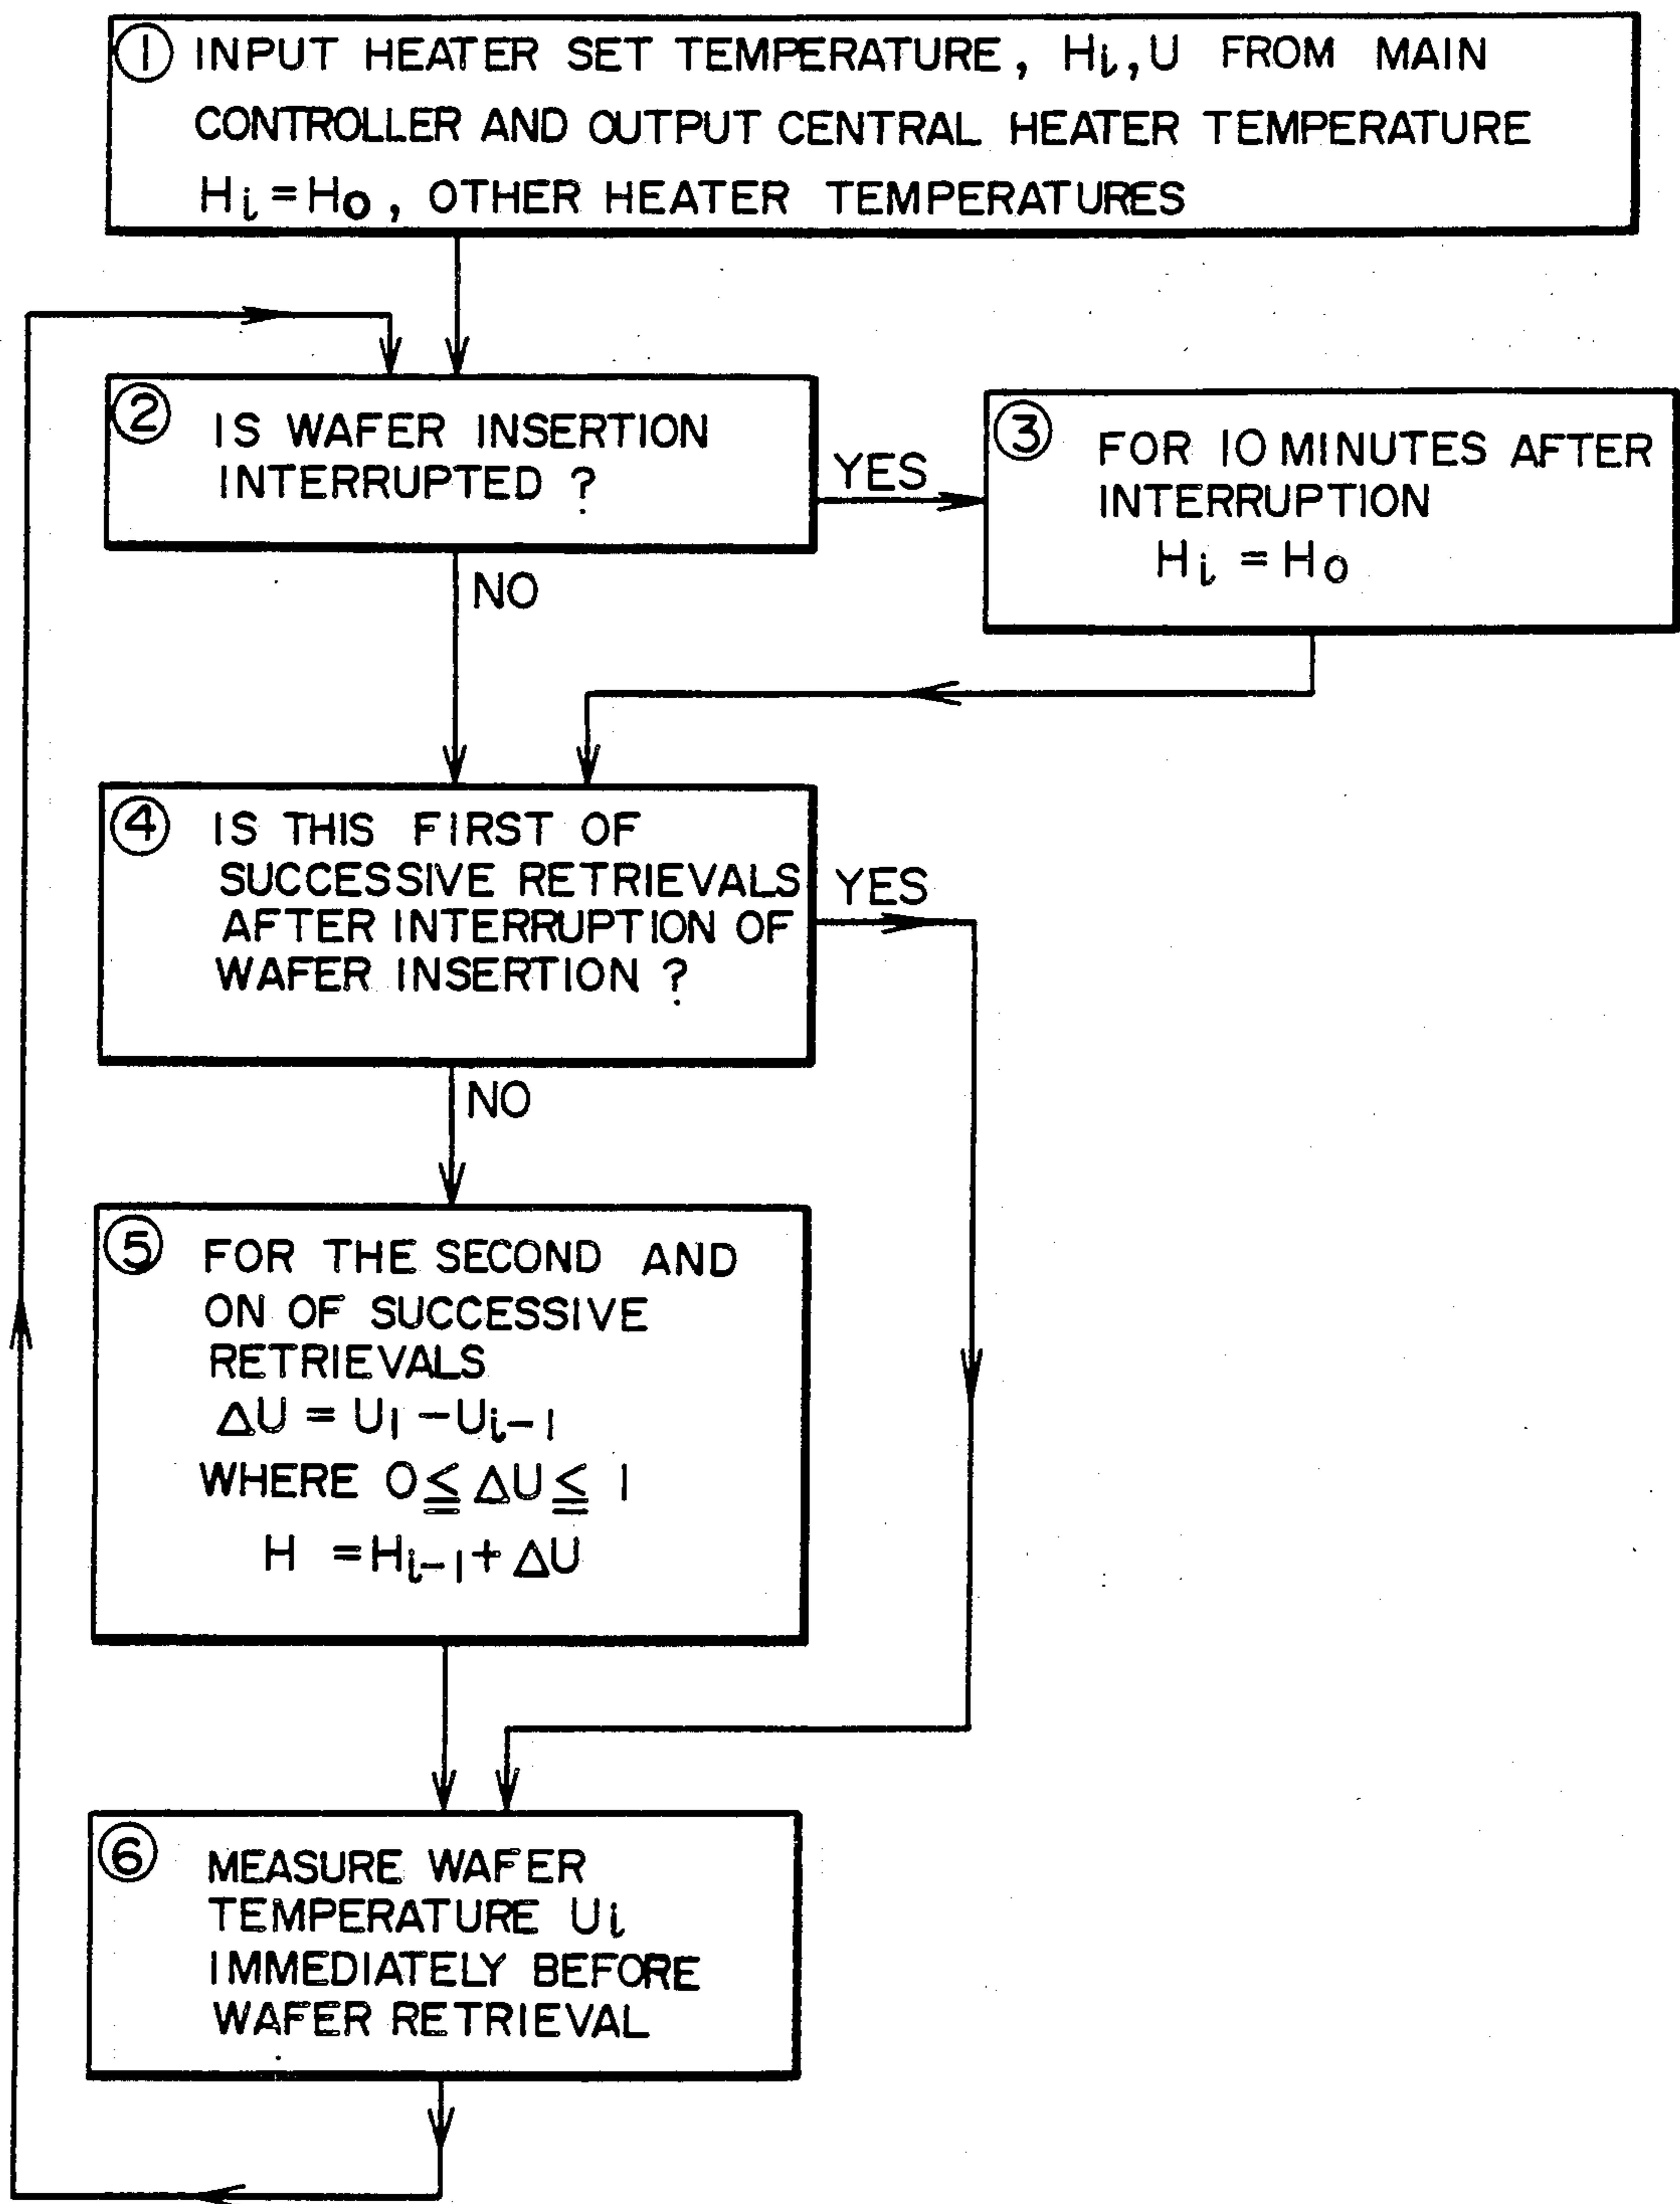 ① INPUT HEATER SET TEMPERATURE, Hi, U FROM MAIN
CONTROLLER AND OUTPUT CENTRAL HEATER TEMPERATURE
Hi = Ho, OTHER HEATER TEMPERATURES
② IS WAFER INSERTION
INTERRUPTED ?
YES
③ FOR 10 MINUTES AFTER
INTERRUPTION
Hi = Ho
NO
④ IS THIS FIRST OF
SUCCESSIVE RETRIEVALS
AFTER INTERRUPTION OF
WAFER INSERTION ?
YES
NO
⑤ FOR THE SECOND AND
ON OF SUCCESSIVE
RETRIEVALS
ΔU = U1 - Ui-1
WHERE 0 ≦ ΔU ≦ 1
H = Hi-1 + ΔU
⑥ MEASURE WAFER
TEMPERATURE Ui
IMMEDIATELY BEFORE
WAFER RETRIEVAL